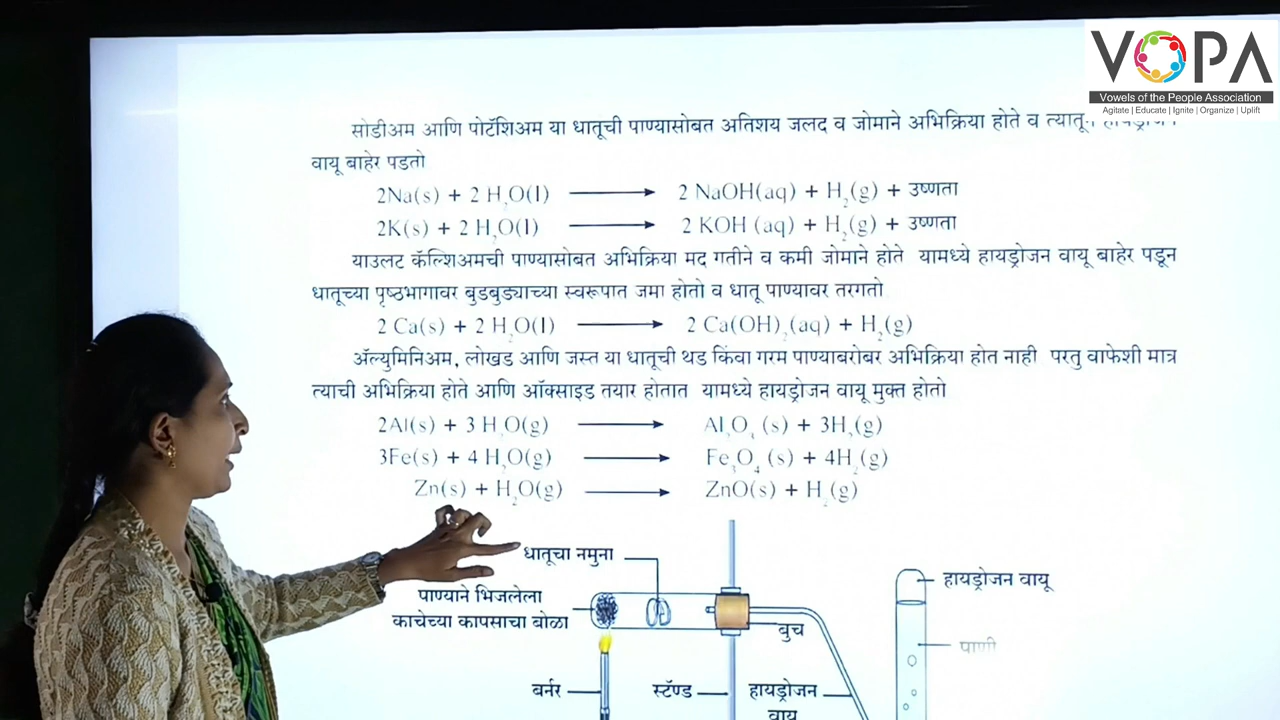 VOPA
Vowels of the People Association
Agitate | Educate | Ignite | Organize | Uplift
सोडीअम आणि पोटॅशिअम या धातूची पाण्यासोबत अतिशय जलद व जोमाने अभिक्रिया होते व त्यातून हायड्रोजन
वायू बाहेर पडतो
2Na(s) + 2 H₂O(l) ⟶ 2 NaOH(aq) + H₂(g) + उष्णता
2K(s) + 2 H₂O(l) ⟶ 2 KOH (aq) + H₂(g) + उष्णता
याउलट कॅल्शिअमची पाण्यासोबत अभिक्रिया मद गतीने व कमी जोमाने होते यामध्ये हायड्रोजन वायू बाहेर पडून
धातूच्या पृष्ठभागावर बुडबुड्याच्या स्वरूपात जमा होतो व धातू पाण्यावर तरगतो
2 Ca(s) + 2 H₂O(l) ⟶ 2 Ca(OH)₂(aq) + H₂(g)
ॲल्युमिनिअम, लोखड आणि जस्त या धातूची थड किंवा गरम पाण्याबरोबर अभिक्रिया होत नाही परतु वाफेशी मात्र
त्याची अभिक्रिया होते आणि ऑक्साइड तयार होतात यामध्ये हायड्रोजन वायू मुक्त होतो
2Al(s) + 3 H₂O(g) ⟶ Al₂O₃ (s) + 3H₂(g)
3Fe(s) + 4 H₂O(g) ⟶ Fe₃O₄ (s) + 4H₂(g)
Zn(s) + H₂O(g) ⟶ ZnO(s) + H₂(g)
धातूचा नमुना
हायड्रोजन वायू
पाण्याने भिजलेला
काचेच्या कापसाचा बोळा
बुच
पाणी
बर्नर
स्टॅण्ड
हायड्रोजन
वायू